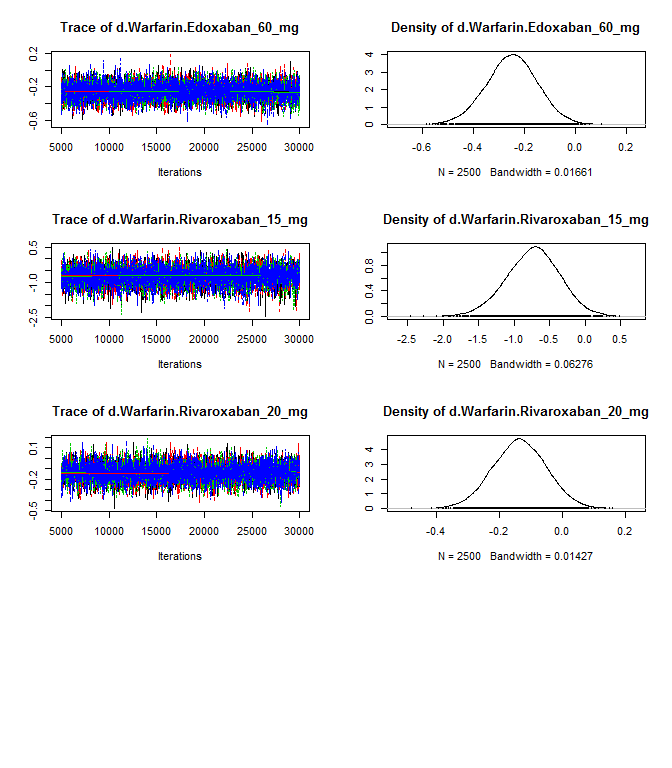 Trace of d.Warfarin.Edoxaban_60_mg
0.2
-0.2
-0.6
5000 10000 15000 20000 25000 30000
Iterations
Density of d.Warfarin.Edoxaban_60_mg
4
3
2
1
0
-0.6 -0.4 -0.2 0.0 0.2
N = 2500 Bandwidth = 0.01661
Trace of d.Warfarin.Rivaroxaban_15_mg
0.5
-1.0
-2.5
5000 10000 15000 20000 25000 30000
Iterations
Density of d.Warfarin.Rivaroxaban_15_mg
0.8
0.4
0.0
-2.5 -2.0 -1.5 -1.0 -0.5 0.0 0.5
N = 2500 Bandwidth = 0.06276
Trace of d.Warfarin.Rivaroxaban_20_mg
0.1
-0.2
-0.5
5000 10000 15000 20000 25000 30000
Iterations
Density of d.Warfarin.Rivaroxaban_20_mg
4
3
2
1
0
-0.4 -0.2 0.0 0.2
N = 2500 Bandwidth = 0.01427